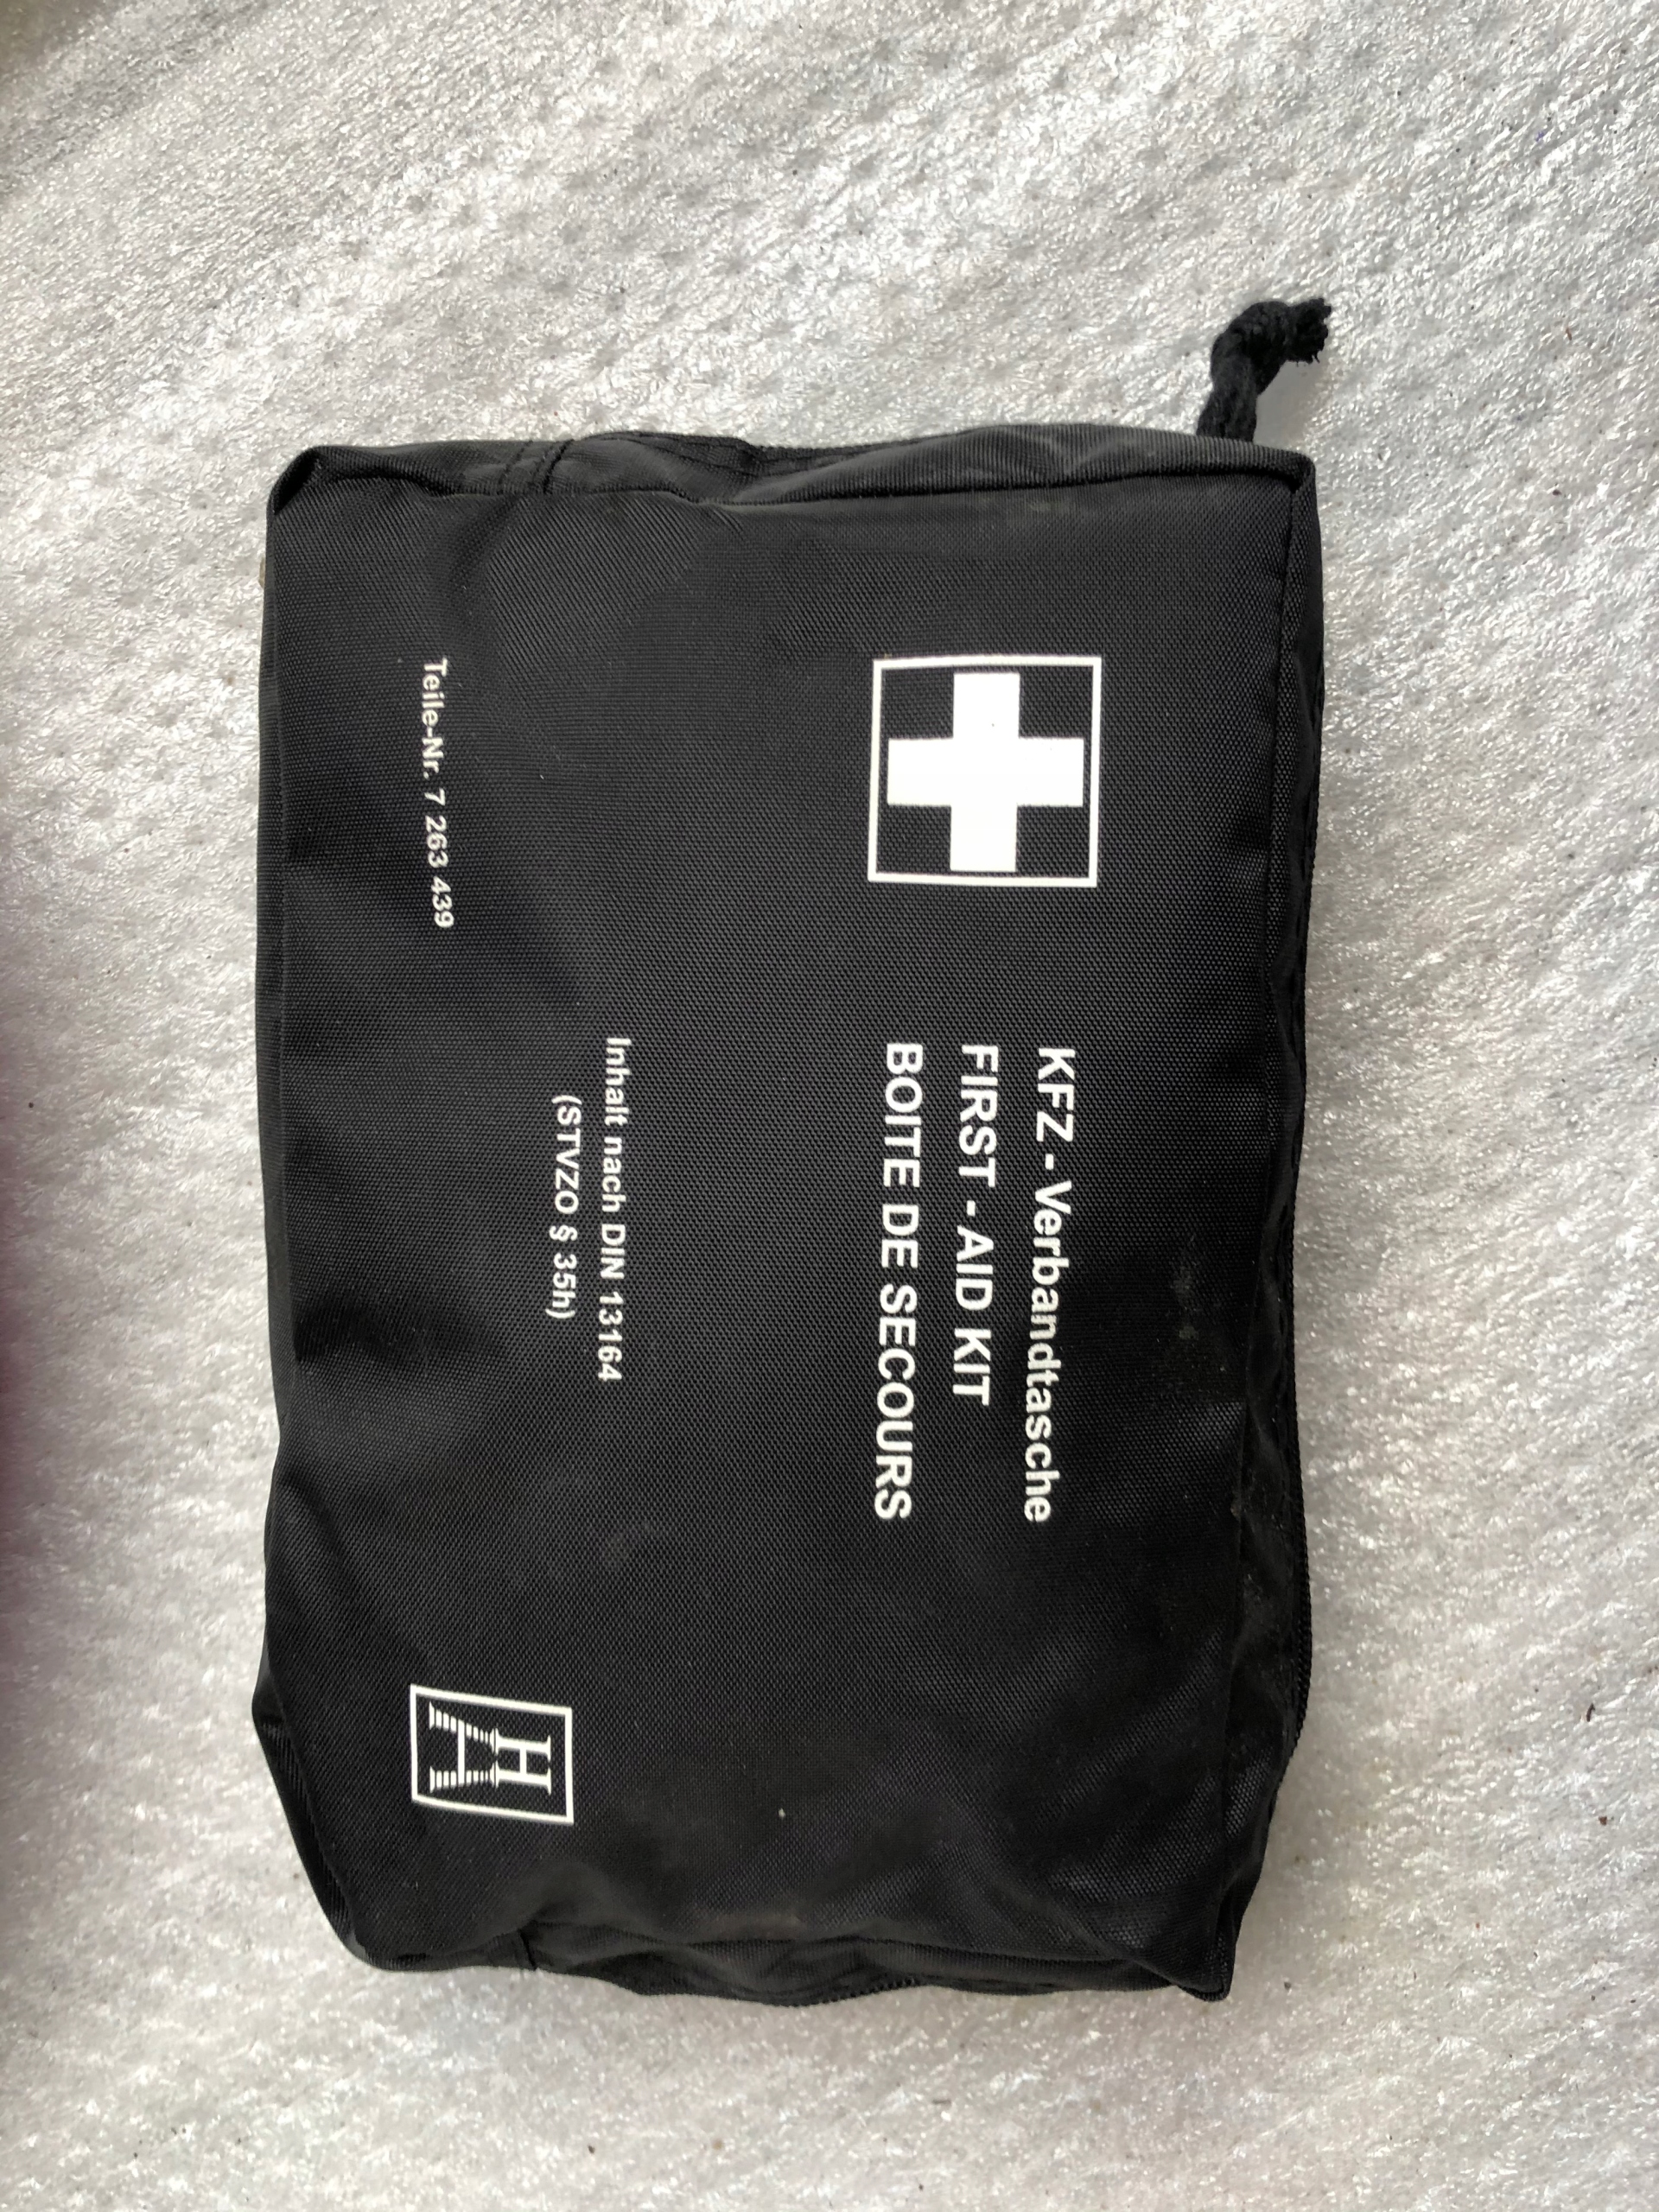 KFZ - Verbandtasche
FIRST - AID KIT
BOITE DE SECOURS
Inhalt nach DIN 13164
(STVZO § 35h)
Teile-Nr. 7 263 439
HA